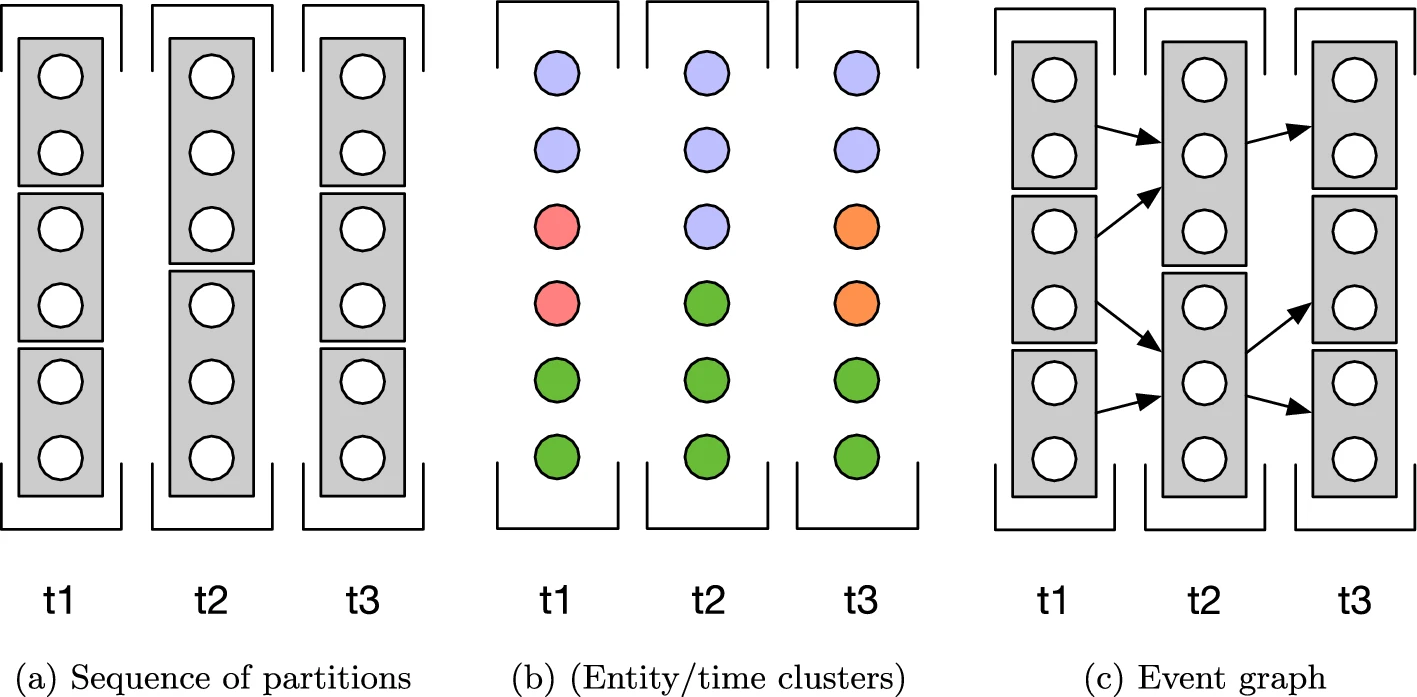 t1 t2 t3 t1 t2 t3 t1 t2 t3
(a) Sequence of partitions (b) (Entity/time clusters) (c) Event graph